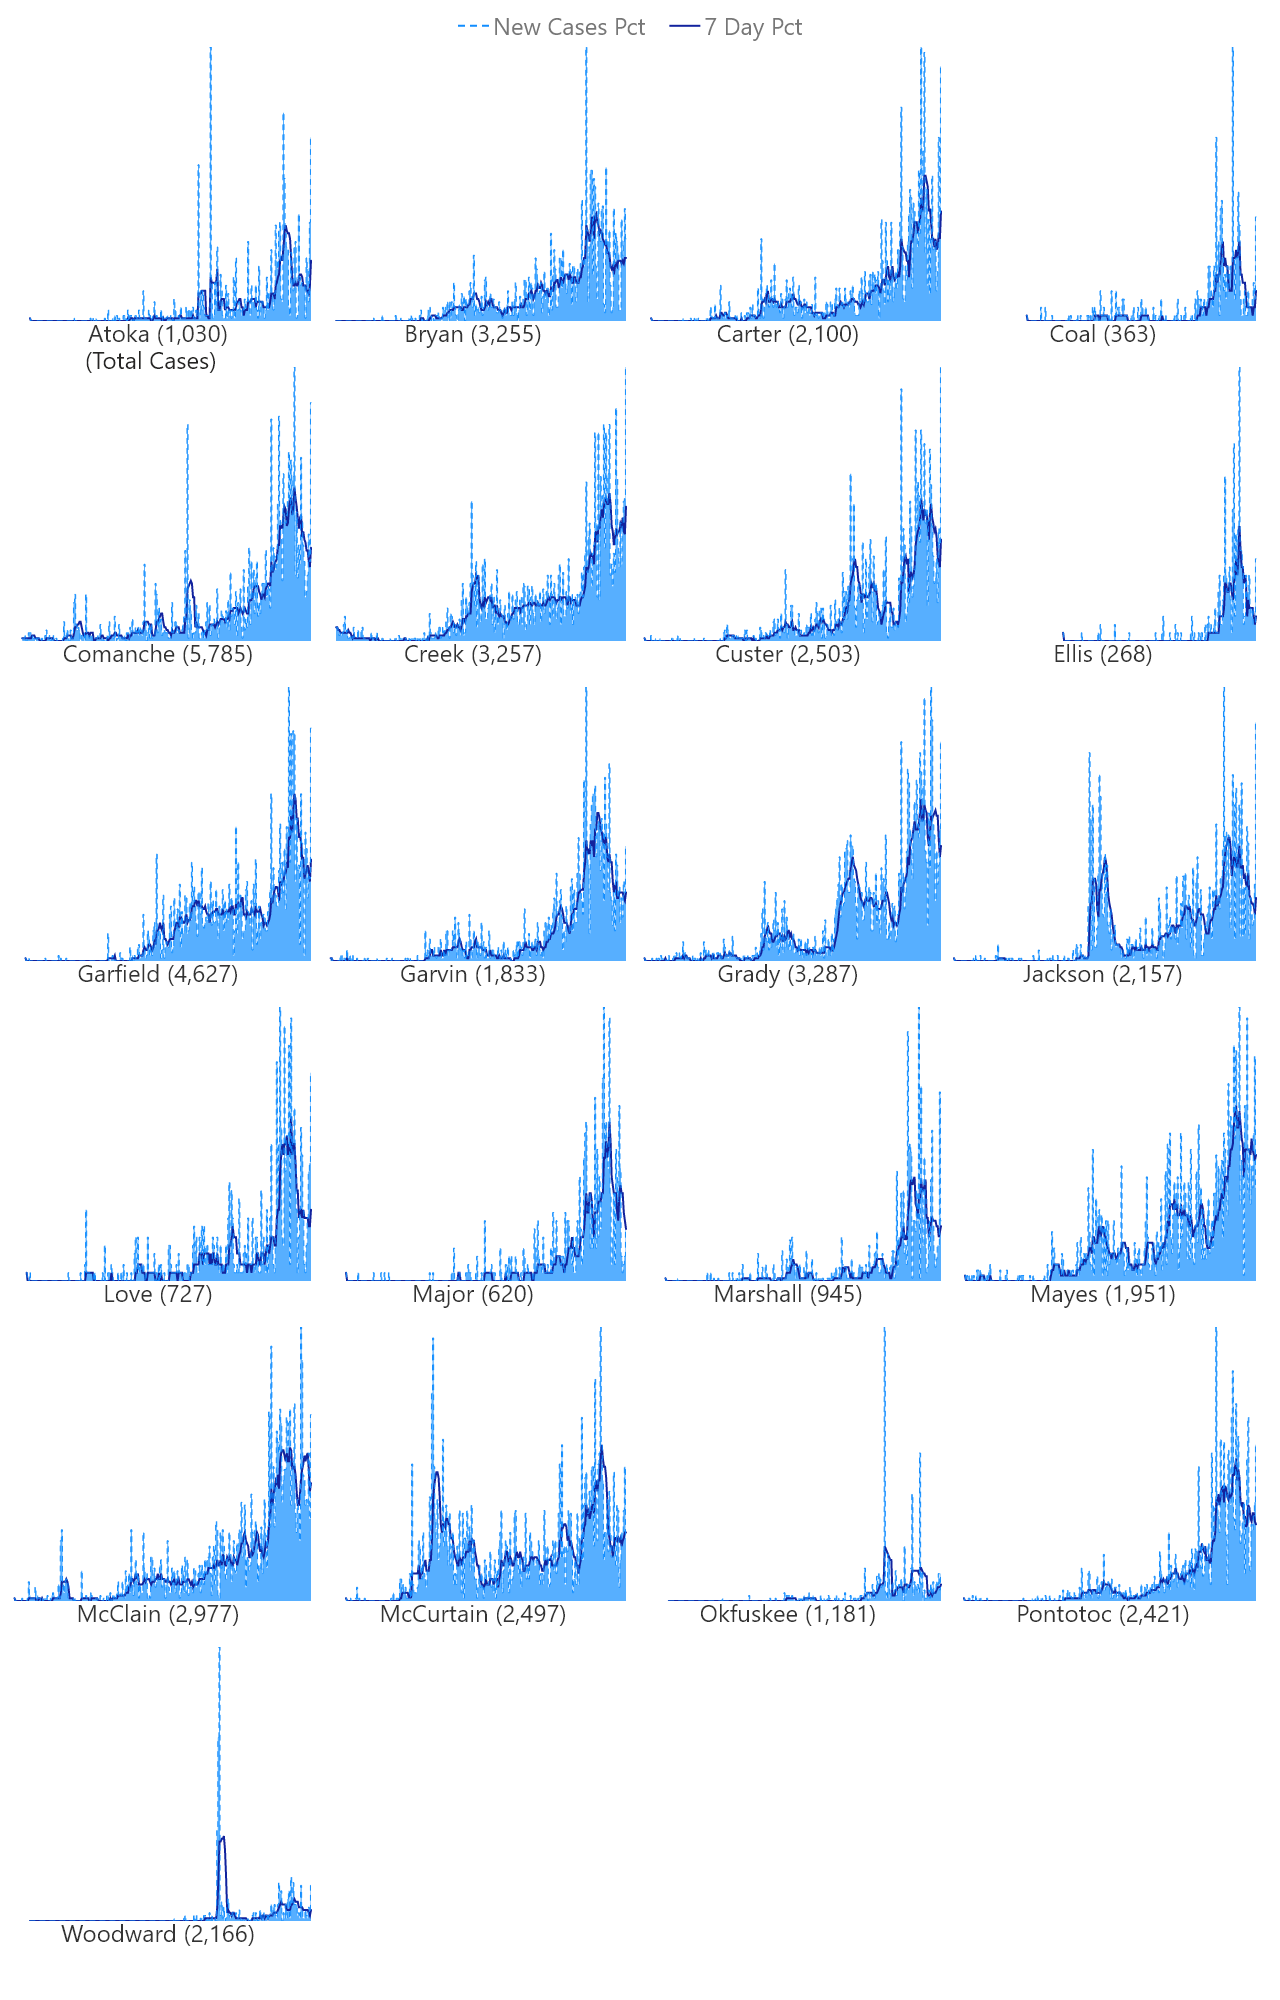 New Cases Pct 7 Day Pct
Atoka (1,030) Bryan (3,255) Carter (2,100) Coal (363)
(Total Cases)
Comanche (5,785) Creek (3,257) Custer (2,503) Ellis (268)
Garfield (4,627) Garvin (1,833) Grady (3,287) Jackson (2,157)
Love (727) Major (620) Marshall (945) Mayes (1,951)
McClain (2,977) McCurtain (2,497) Okfuskee (1,181) Pontotoc (2,421)
Woodward (2,166)